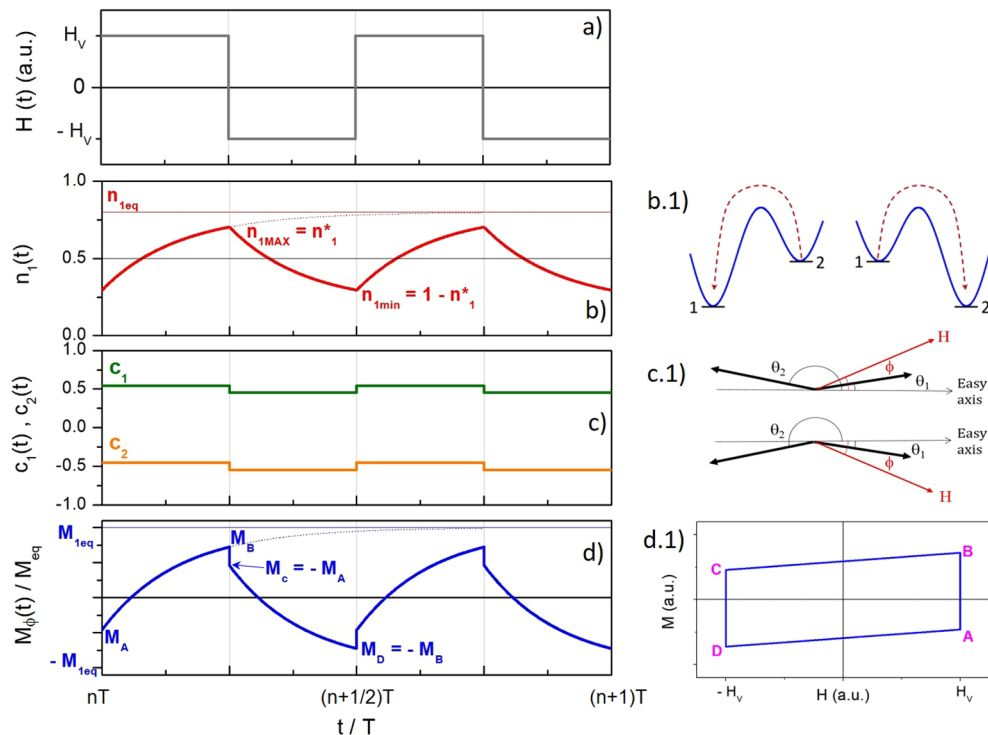 a)
H (t) (a.u.)
H_V
0
- H_V
b)
n_1(t)
1.0
0.5
0.0
n_1eq
n_1MAX = n*_1
n_1min = 1 - n*_1
b.1)
1
2
1
2
c)
c_1(t) , c_2(t)
1.0
0.5
0.0
-0.5
-1.0
c_1
c_2
c.1)
H
θ_2
ϕ
θ_1
Easy
axis
θ_2
Easy
axis
θ_1
ϕ
H
d)
M_ϕ(t) / M_eq
M_1eq
- M_1eq
M_A
M_B
M_c = - M_A
M_D = - M_B
nT
(n+1/2)T
(n+1)T
t / T
d.1)
M (a.u.)
B
C
A
D
- H_V
H (a.u.)
H_V